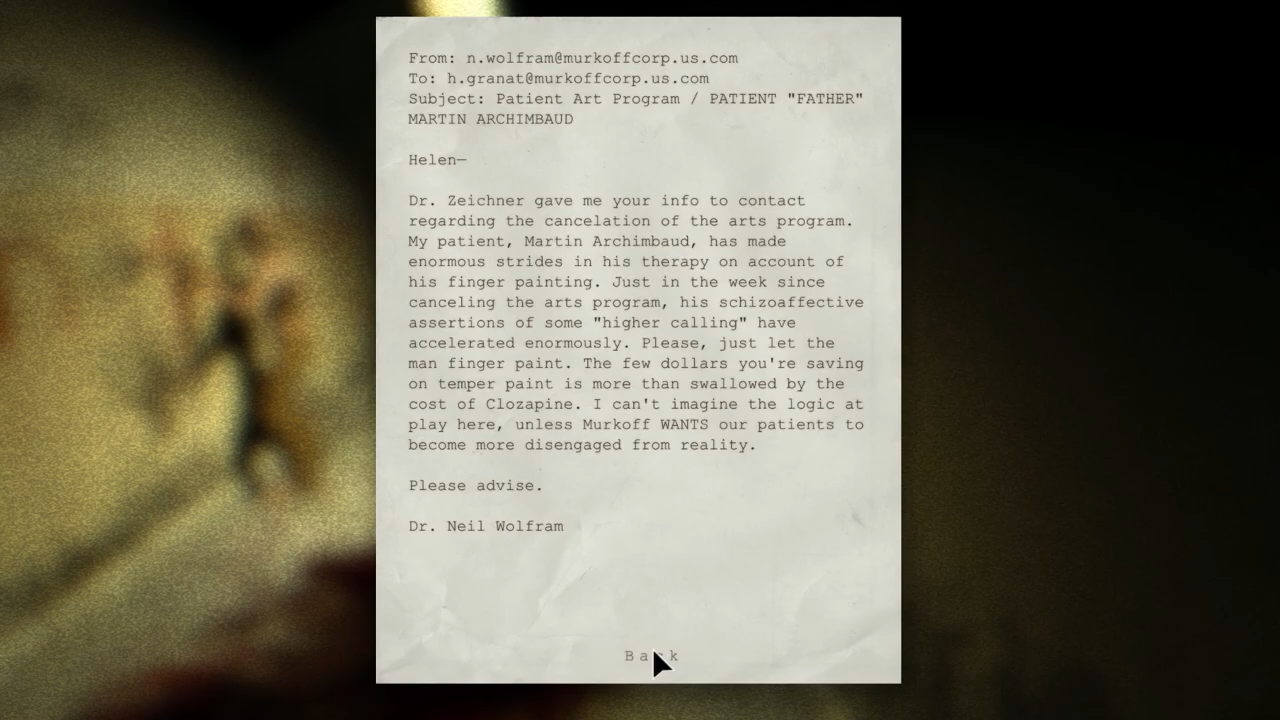 From: n.wolfram@murkoffcorp.us.com
To: h.granat@murkoffcorp.us.com
Subject: Patient Art Program / PATIENT "FATHER"
MARTIN ARCHIMBAUD
Helen—
Dr. Zeichner gave me your info to contact
regarding the cancelation of the arts program.
My patient, Martin Archimbaud, has made
enormous strides in his therapy on account of
his finger painting. Just in the week since
canceling the arts program, his schizoaffective
assertions of some "higher calling" have
accelerated enormously. Please, just let the
man finger paint. The few dollars you're saving
on temper paint is more than swallowed by the
cost of Clozapine. I can't imagine the logic at
play here, unless Murkoff WANTS our patients to
become more disengaged from reality.
Please advise.
Dr. Neil Wolfram
Back